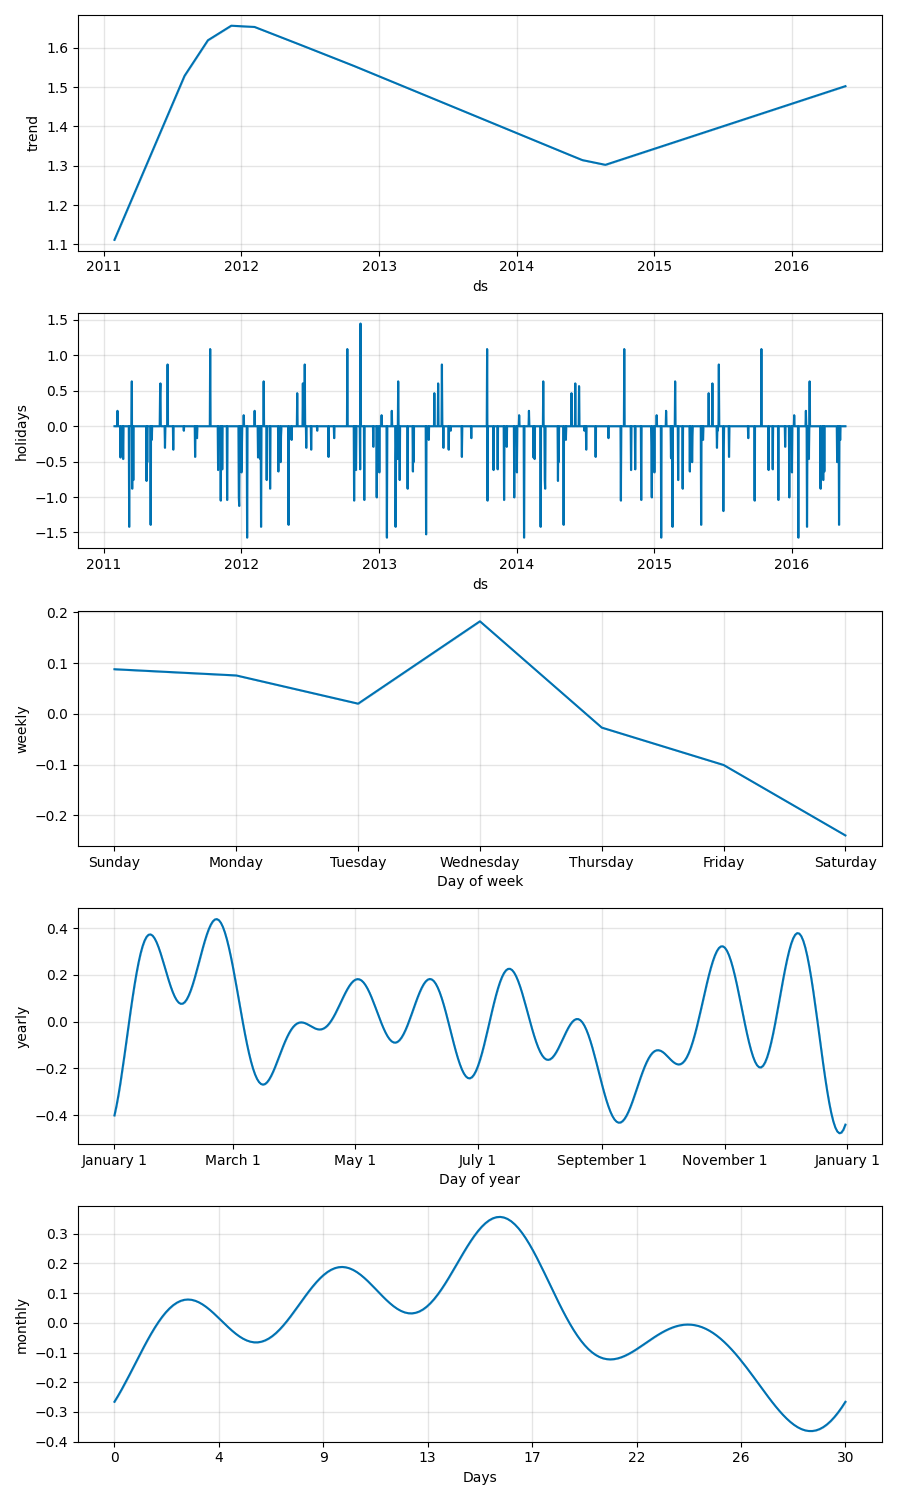 1.6
1.5
1.4
1.3
1.2
1.1
trend
2011 2012 2013 2014 2015 2016
ds
1.5
1.0
0.5
0.0
−0.5
−1.0
−1.5
holidays
2011 2012 2013 2014 2015 2016
ds
0.2
0.1
0.0
−0.1
−0.2
weekly
Sunday Monday Tuesday Wednesday Thursday Friday Saturday
Day of week
0.4
0.2
0.0
−0.2
−0.4
yearly
January 1 March 1 May 1 July 1 September 1 November 1 January 1
Day of year
0.3
0.2
0.1
0.0
−0.1
−0.2
−0.3
−0.4
monthly
0 4 9 13 17 22 26 30
Days